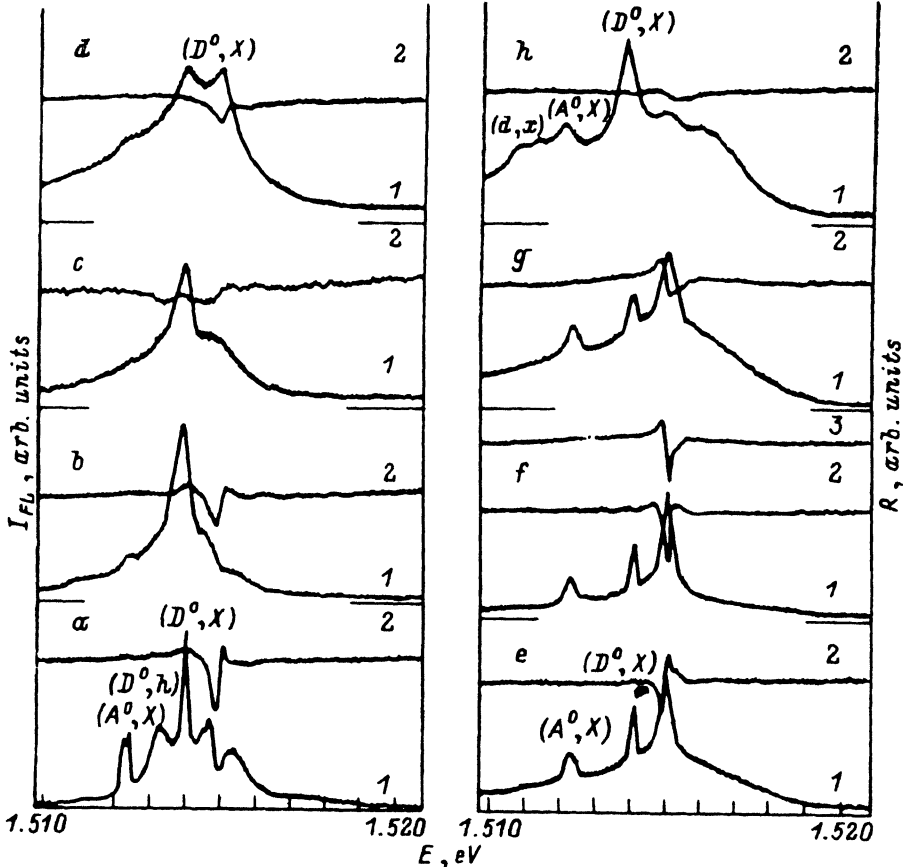 d
(D⁰, X)
2
1
c
2
1
b
2
1
a
(D⁰, X)
2
(D⁰, h)
(A⁰, X)
1
1.510
1.520
I_FL, arb. units
h
(D⁰, X)
2
(d, x)
(A⁰, X)
1
g
2
1
3
f
2
1
e
(D⁰, X)
2
(A⁰, X)
1
1.510
1.520
R, arb. units
E, eV